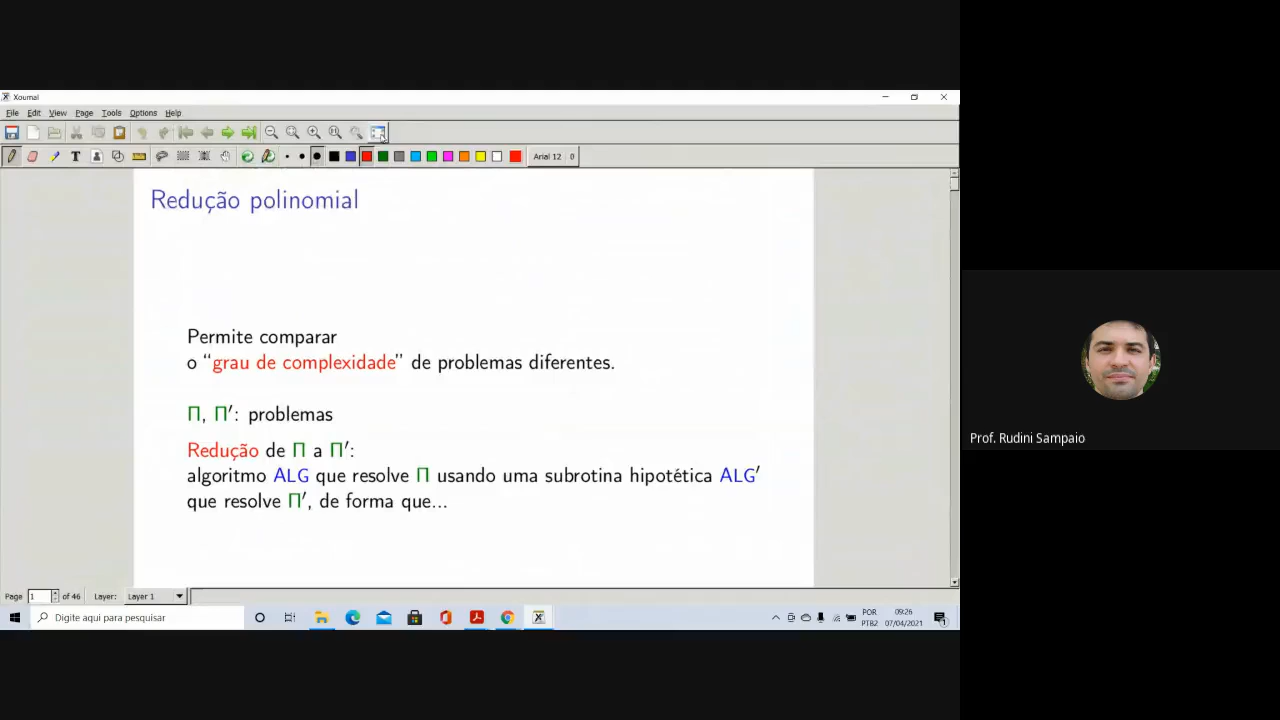 Xournal
File Edit View Page Tools Options Help
Arial 12 0
Redução polinomial
Permite comparar
o “grau de complexidade” de problemas diferentes.
Π, Π′: problemas
Redução de Π a Π′:
algoritmo ALG que resolve Π usando uma subrotina hipotética ALG′
que resolve Π′, de forma que...
Prof. Rudini Sampaio
Page 1 of 46 Layer: Layer 1
Digite aqui para pesquisar
POR 09:26
PTB2 07/04/2021